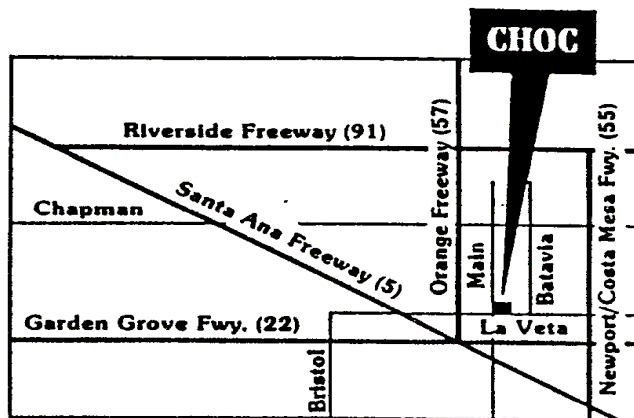 CHOC
Riverside Freeway (91)
Orange Freeway (57)
Newport/Costa Mesa Fwy. (55)
Santa Ana Freeway (5)
Chapman
Main
Batavia
Garden Grove Fwy. (22)
La Veta
Bristol